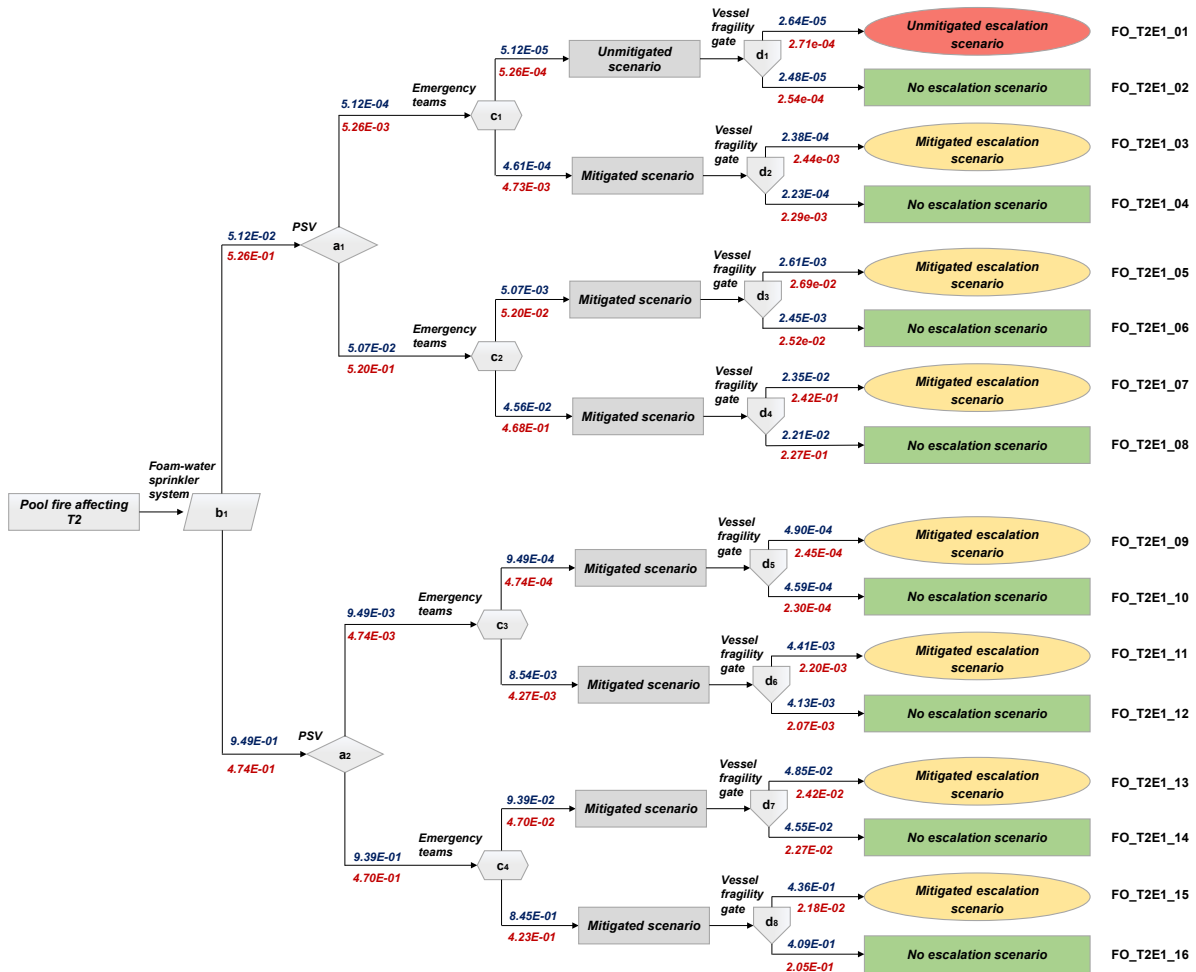 Pool fire affecting
T2
Foam-water
sprinkler
system
b1
5.12E-02
5.26E-01
PSV
a1
5.12E-04
5.26E-03
Emergency
teams
c1
5.12E-05
5.26E-04
Unmitigated
scenario
Vessel
fragility
gate
d1
2.64E-05
2.71e-04
Unmitigated escalation
scenario
FO_T2E1_01
2.48E-05
2.54e-04
No escalation scenario
FO_T2E1_02
4.61E-04
4.73E-03
Mitigated scenario
Vessel
fragility
gate
d2
2.38E-04
2.44e-03
Mitigated escalation
scenario
FO_T2E1_03
2.23E-04
2.29e-03
No escalation scenario
FO_T2E1_04
5.07E-02
5.20E-01
Emergency
teams
c2
5.07E-03
5.20E-02
Mitigated scenario
Vessel
fragility
gate
d3
2.61E-03
2.69e-02
Mitigated escalation
scenario
FO_T2E1_05
2.45E-03
2.52e-02
No escalation scenario
FO_T2E1_06
4.56E-02
4.68E-01
Mitigated scenario
Vessel
fragility
gate
d4
2.35E-02
2.42E-01
Mitigated escalation
scenario
FO_T2E1_07
2.21E-02
2.27E-01
No escalation scenario
FO_T2E1_08
9.49E-01
4.74E-01
PSV
a2
9.49E-03
4.74E-03
Emergency
teams
c3
9.49E-04
4.74E-04
Mitigated scenario
Vessel
fragility
gate
d5
4.90E-04
2.45E-04
Mitigated escalation
scenario
FO_T2E1_09
4.59E-04
2.30E-04
No escalation scenario
FO_T2E1_10
8.54E-03
4.27E-03
Mitigated scenario
Vessel
fragility
gate
d6
4.41E-03
2.20E-03
Mitigated escalation
scenario
FO_T2E1_11
4.13E-03
2.07E-03
No escalation scenario
FO_T2E1_12
9.39E-01
4.70E-01
Emergency
teams
c4
9.39E-02
4.70E-02
Mitigated scenario
Vessel
fragility
gate
d7
4.85E-02
2.42E-02
Mitigated escalation
scenario
FO_T2E1_13
4.55E-02
2.27E-02
No escalation scenario
FO_T2E1_14
8.45E-01
4.23E-01
Mitigated scenario
Vessel
fragility
gate
d8
4.36E-01
2.18E-02
Mitigated escalation
scenario
FO_T2E1_15
4.09E-01
2.05E-01
No escalation scenario
FO_T2E1_16